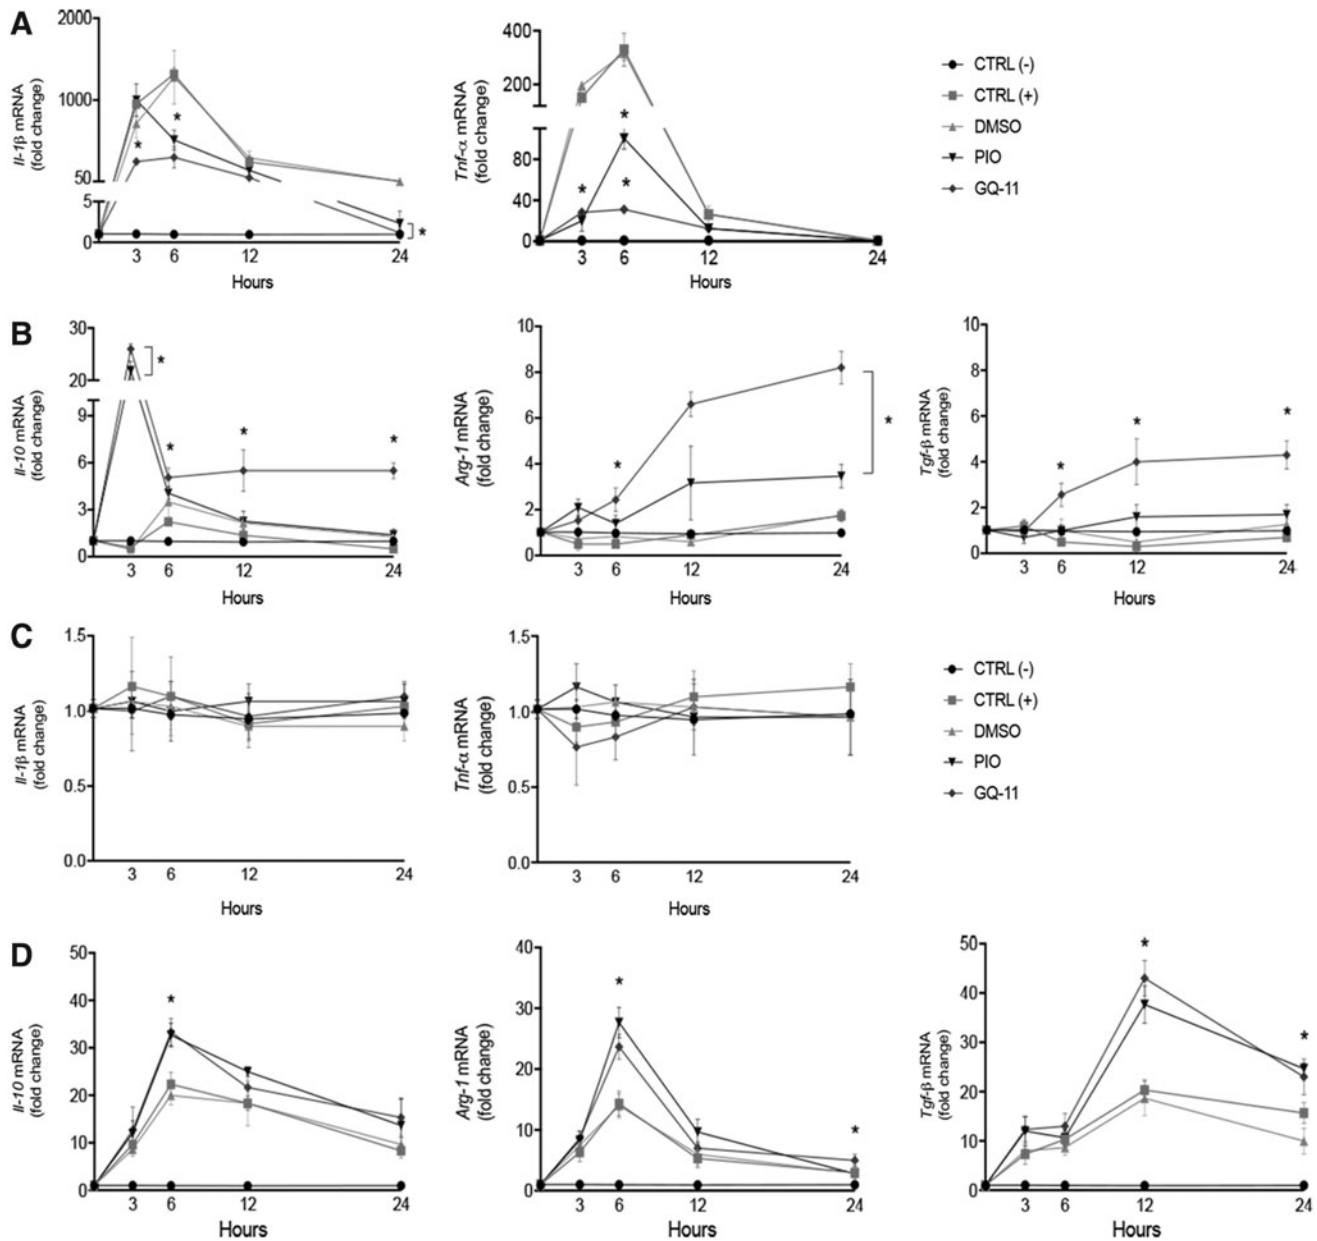 A
Il-1β mRNA
(fold change)
2000
1000
50
5
0
*
*
*
3 6 12 24
Hours
Tnf-α mRNA
(fold change)
400
200
80
40
0
*
*
*
3 6 12 24
Hours
CTRL (-)
CTRL (+)
DMSO
PIO
GQ-11
B
Il-10 mRNA
(fold change)
30
20
9
6
3
0
*
*
*
*
3 6 12 24
Hours
Arg-1 mRNA
(fold change)
10
8
6
4
2
0
*
*
3 6 12 24
Hours
Tgf-β mRNA
(fold change)
10
8
6
4
2
0
*
*
*
3 6 12 24
Hours
C
Il-1β mRNA
(fold change)
1.5
1.0
0.5
0.0
3 6 12 24
Hours
Tnf-α mRNA
(fold change)
1.5
1.0
0.5
0.0
3 6 12 24
Hours
CTRL (-)
CTRL (+)
DMSO
PIO
GQ-11
D
Il-10 mRNA
(fold change)
50
40
30
20
10
0
*
3 6 12 24
Hours
Arg-1 mRNA
(fold change)
40
30
20
10
0
*
*
3 6 12 24
Hours
Tgf-β mRNA
(fold change)
50
40
30
20
10
0
*
*
3 6 12 24
Hours